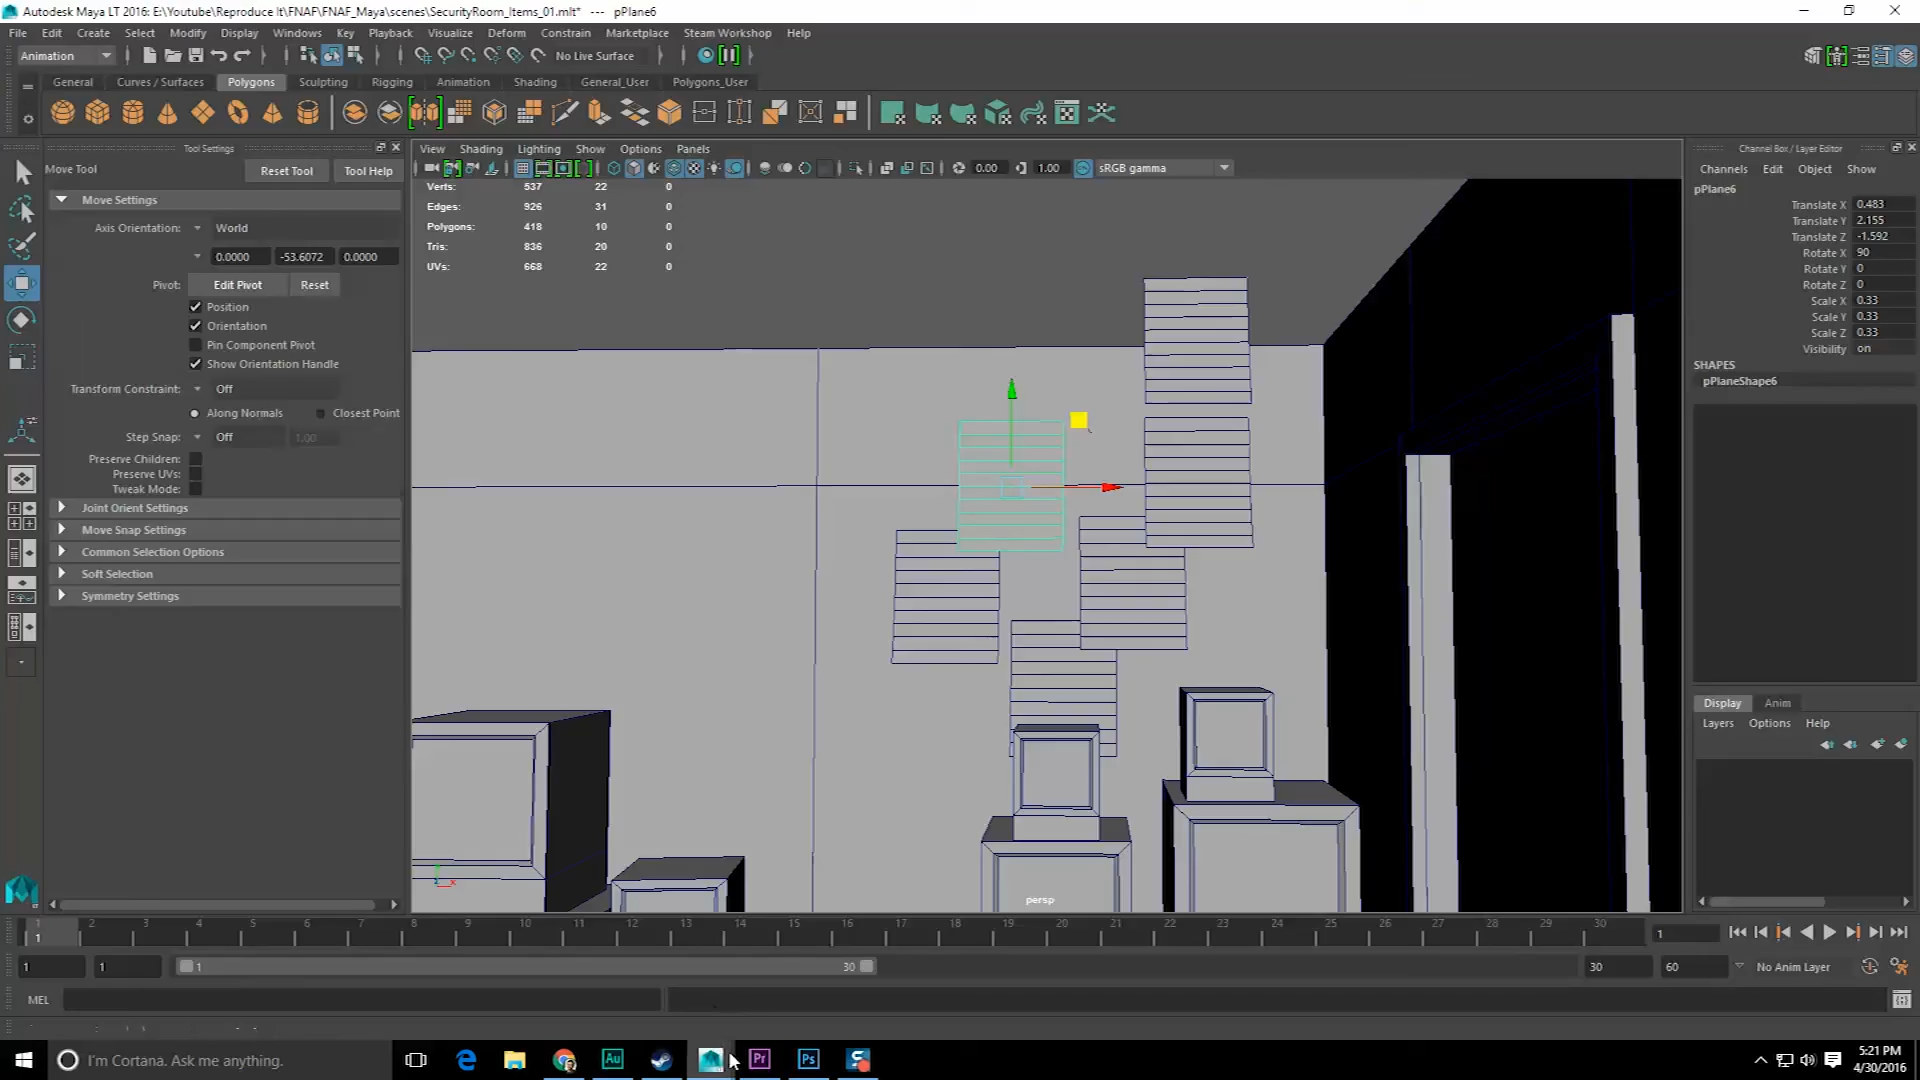 Autodesk Maya LT 2016: E:\Youtube\Reproduce It\FNAF\FNAF_Maya\scenes\SecurityRoom_Items_01.mlt*   ---   pPlane6
File Edit Create Select Modify Display Windows Key Playback Visualize Deform Constrain Marketplace Steam Workshop Help
Animation No Live Surface
General Curves / Surfaces Polygons Sculpting Rigging Animation Shading General_User Polygons_User
Tool Settings
Move Tool Reset Tool Tool Help
Move Settings
Axis Orientation: World
0.0000 -53.6072 0.0000
Pivot: Edit Pivot Reset
Position
Orientation
Pin Component Pivot
Show Orientation Handle
Transform Constraint: Off
Along Normals Closest Point
Step Snap: Off 1.00
Preserve Children:
Preserve UVs:
Tweak Mode:
Joint Orient Settings
Move Snap Settings
Common Selection Options
Soft Selection
Symmetry Settings
View Shading Lighting Show Options Panels
0.00 1.00 sRGB gamma
Verts: 537 22 0
Edges: 926 31 0
Polygons: 418 10 0
Tris: 836 20 0
UVs: 668 22 0
persp
Channel Box / Layer Editor
Channels Edit Object Show
pPlane6
Translate X 0.483
Translate Y 2.155
Translate Z -1.592
Rotate X 90
Rotate Y 0
Rotate Z 0
Scale X 0.33
Scale Y 0.33
Scale Z 0.33
Visibility on
SHAPES
pPlaneShape6
Display Anim
Layers Options Help
1 2 3 4 5 6 7 8 9 10 11 12 13 14 15 16 17 18 19 20 21 22 23 24 25 26 27 28 29 30
1 1
1 1 1 30 30 60 No Anim Layer
MEL
I'm Cortana. Ask me anything.
Au Pr Ps
5:21 PM
4/30/2016